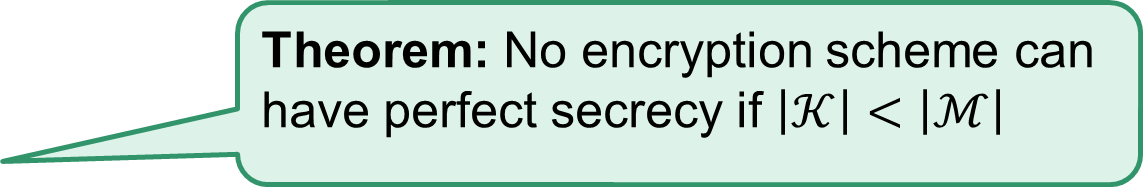 Theorem: No encryption scheme can
have perfect secrecy if |𝒦| < |ℳ|